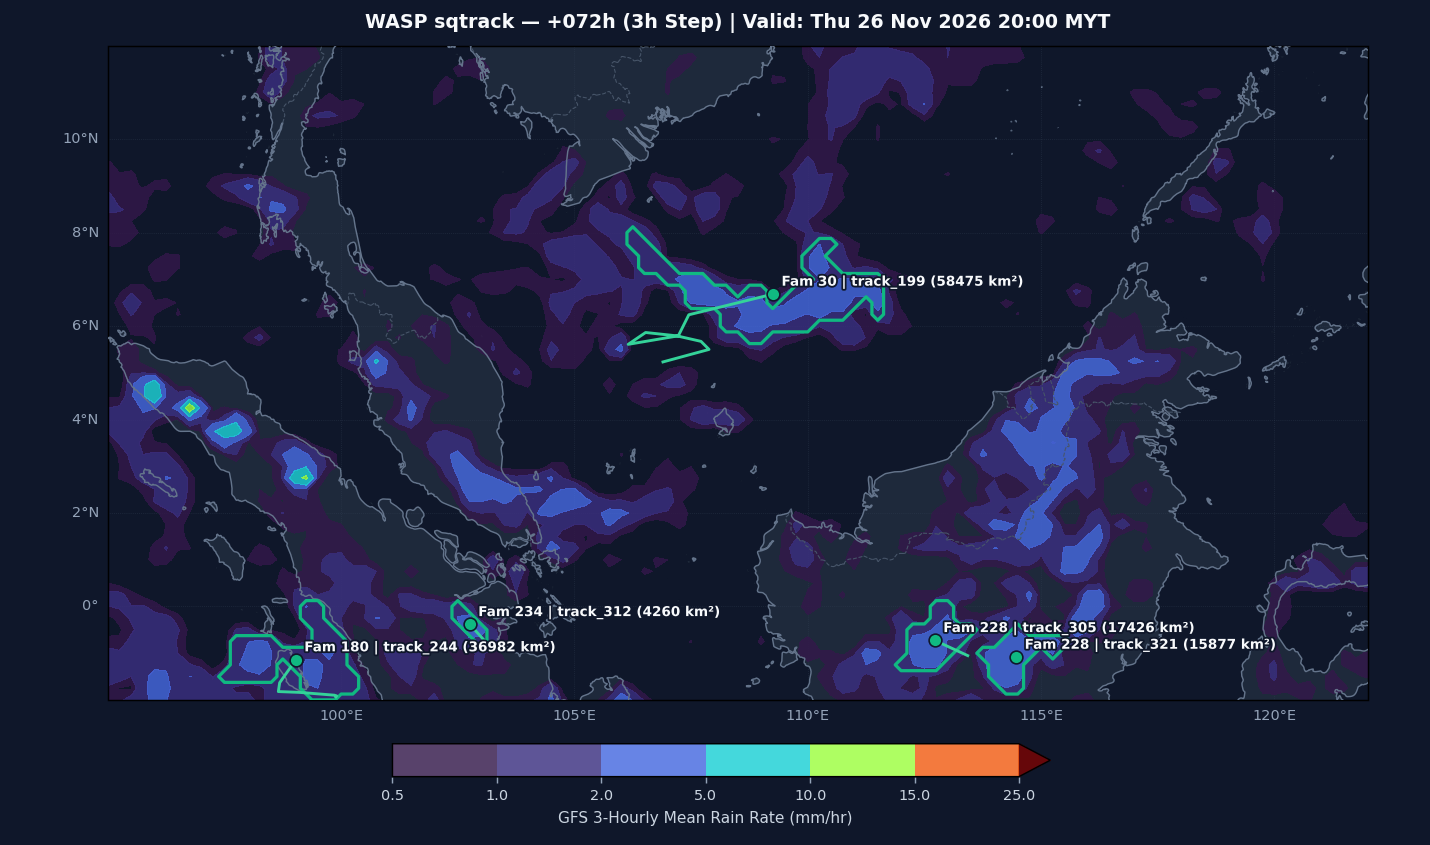 WASP sqtrack — +072h (3h Step) | Valid: Thu 26 Nov 2026 20:00 MYT
10°N
8°N
Fam 30 | track_199 (58475 km²)
6°N
4°N
2°N
0°
Fam 234 | track_312 (4260 km²)
Fam 228 | track_305 (17426 km²)
Fam 180 | track_244 (36982 km²)
Fam 228 | track_321 (15877 km²)
100°E 105°E 110°E 115°E 120°E
0.5 1.0 2.0 5.0 10.0 15.0 25.0
GFS 3-Hourly Mean Rain Rate (mm/hr)